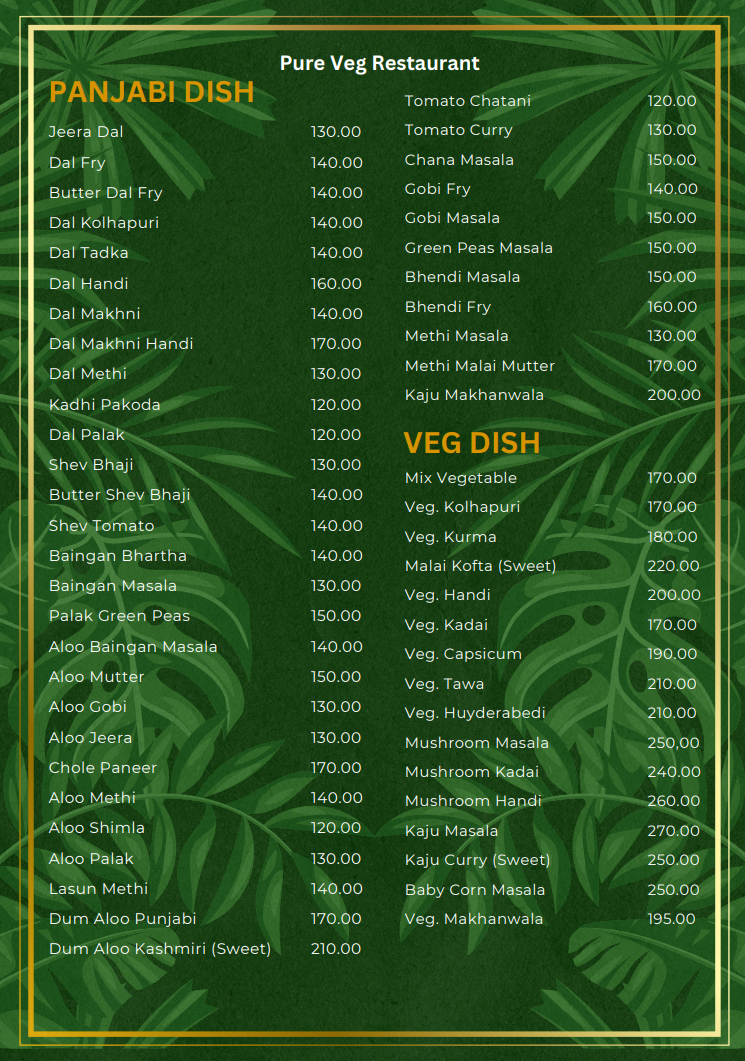 Pure Veg Restaurant
PANJABI DISH
Jeera Dal 130.00
Dal Fry 140.00
Butter Dal Fry 140.00
Dal Kolhapuri 140.00
Dal Tadka 140.00
Dal Handi 160.00
Dal Makhni 140.00
Dal Makhni Handi 170.00
Dal Methi 130.00
Kadhi Pakoda 120.00
Dal Palak 120.00
Shev Bhaji 130.00
Butter Shev Bhaji 140.00
Shev Tomato 140.00
Baingan Bhartha 140.00
Baingan Masala 130.00
Palak Green Peas 150.00
Aloo Baingan Masala 140.00
Aloo Mutter 150.00
Aloo Gobi 130.00
Aloo Jeera 130.00
Chole Paneer 170.00
Aloo Methi 140.00
Aloo Shimla 120.00
Aloo Palak 130.00
Lasun Methi 140.00
Dum Aloo Punjabi 170.00
Dum Aloo Kashmiri (Sweet) 210.00
Tomato Chatani 120.00
Tomato Curry 130.00
Chana Masala 150.00
Gobi Fry 140.00
Gobi Masala 150.00
Green Peas Masala 150.00
Bhendi Masala 150.00
Bhendi Fry 160.00
Methi Masala 130.00
Methi Malai Mutter 170.00
Kaju Makhanwala 200.00
VEG DISH
Mix Vegetable 170.00
Veg. Kolhapuri 170.00
Veg. Kurma 180.00
Malai Kofta (Sweet) 220.00
Veg. Handi 200.00
Veg. Kadai 170.00
Veg. Capsicum 190.00
Veg. Tawa 210.00
Veg. Huyderabedi 210.00
Mushroom Masala 250,00
Mushroom Kadai 240.00
Mushroom Handi 260.00
Kaju Masala 270.00
Kaju Curry (Sweet) 250.00
Baby Corn Masala 250.00
Veg. Makhanwala 195.00